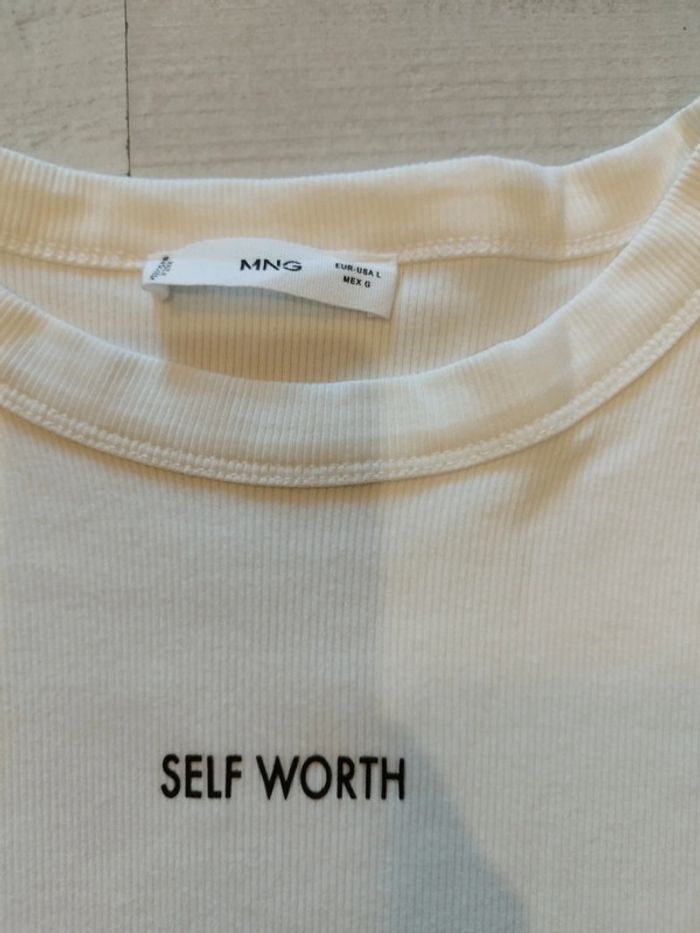 MNG
EUR-USA L
MEX G
SELF WORTH